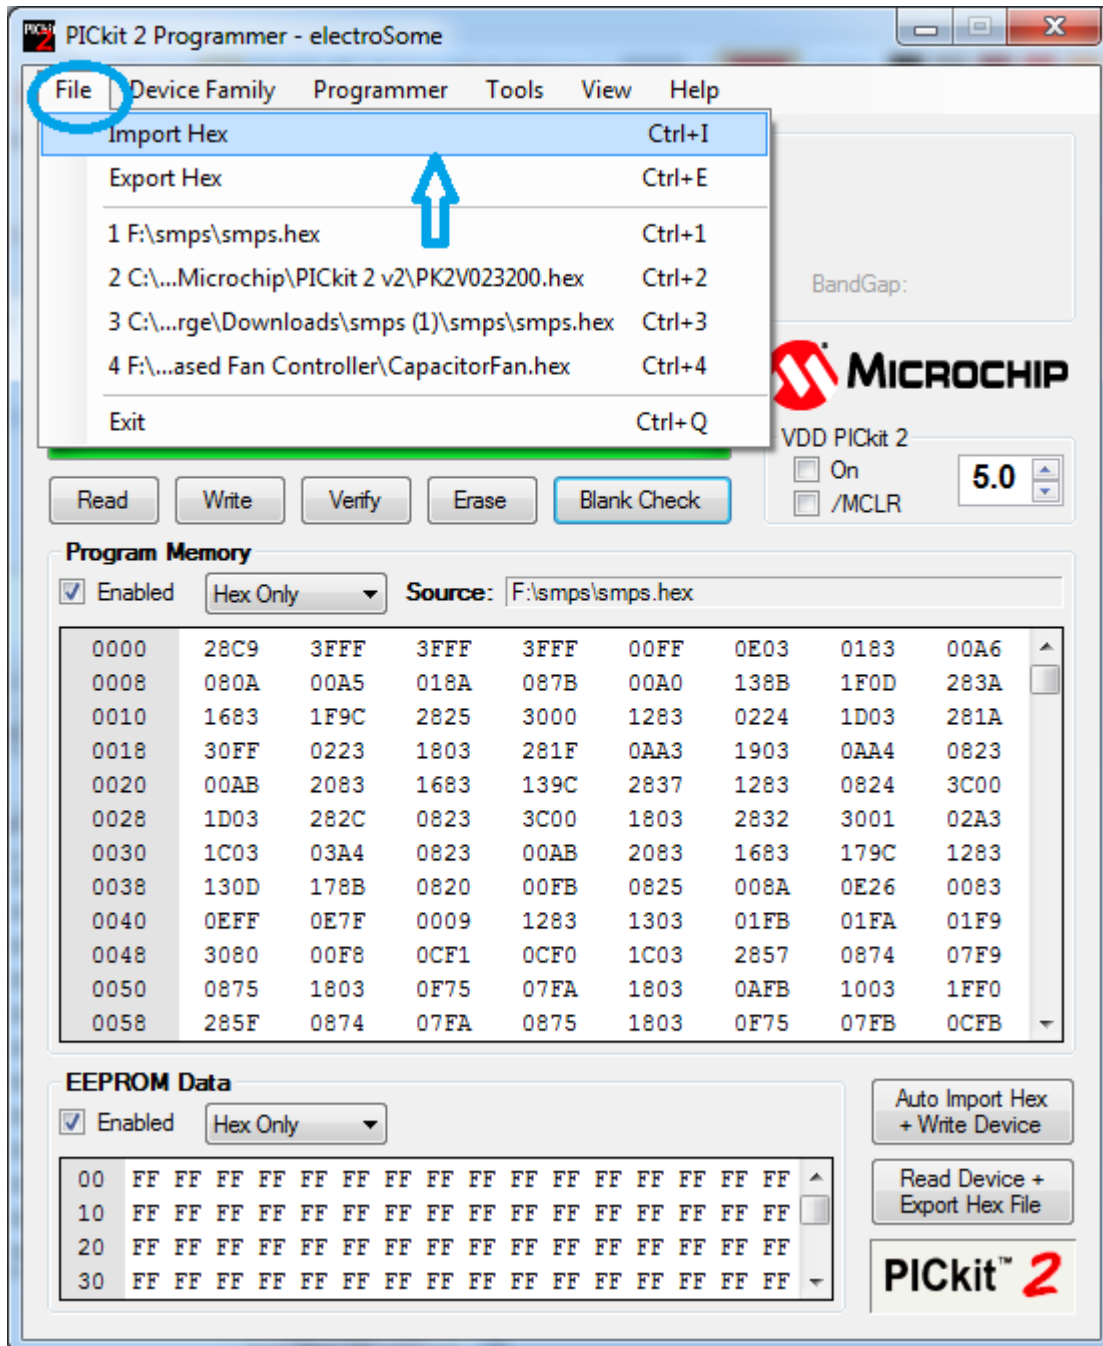 PICkit 2 Programmer - electroSome
File Device Family Programmer Tools View Help
Import Hex Ctrl+I
Export Hex Ctrl+E
1 F:\smps\smps.hex Ctrl+1
2 C:\...Microchip\PICkit 2 v2\PK2V023200.hex Ctrl+2
3 C:\...rge\Downloads\smps (1)\smps\smps.hex Ctrl+3
4 F:\...ased Fan Controller\CapacitorFan.hex Ctrl+4
Exit Ctrl+Q
BandGap:
MICROCHIP
VDD PICkit 2
On
/MCLR
5.0
Read Write Verify Erase Blank Check
Program Memory
Enabled Hex Only Source: F:\smps\smps.hex
0000 28C9 3FFF 3FFF 3FFF 00FF 0E03 0183 00A6
0008 080A 00A5 018A 087B 00A0 138B 1F0D 283A
0010 1683 1F9C 2825 3000 1283 0224 1D03 281A
0018 30FF 0223 1803 281F 0AA3 1903 0AA4 0823
0020 00AB 2083 1683 139C 2837 1283 0824 3C00
0028 1D03 282C 0823 3C00 1803 2832 3001 02A3
0030 1C03 03A4 0823 00AB 2083 1683 179C 1283
0038 130D 178B 0820 00FB 0825 008A 0E26 0083
0040 0EFF 0E7F 0009 1283 1303 01FB 01FA 01F9
0048 3080 00F8 0CF1 0CF0 1C03 2857 0874 07F9
0050 0875 1803 0F75 07FA 1803 0AFB 1003 1FF0
0058 285F 0874 07FA 0875 1803 0F75 07FB 0CFB
EEPROM Data
Enabled Hex Only
00 FF FF FF FF FF FF FF FF FF FF FF FF FF FF FF FF
10 FF FF FF FF FF FF FF FF FF FF FF FF FF FF FF FF
20 FF FF FF FF FF FF FF FF FF FF FF FF FF FF FF FF
30 FF FF FF FF FF FF FF FF FF FF FF FF FF FF FF FF
Auto Import Hex
+ Write Device
Read Device +
Export Hex File
PICkit™ 2